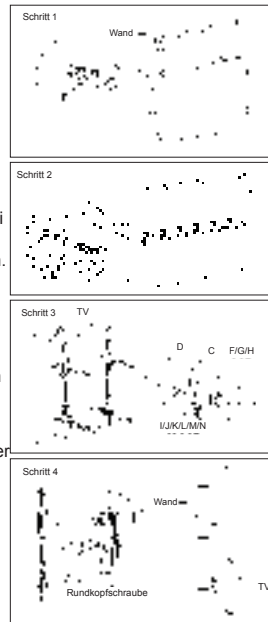 Schritt 1
Wand
Schritt 2
Schritt 3
TV
D
C
F/G/H
I/J/K/L/M/N
Schritt 4
Wand
Rundkopfschraube
TV